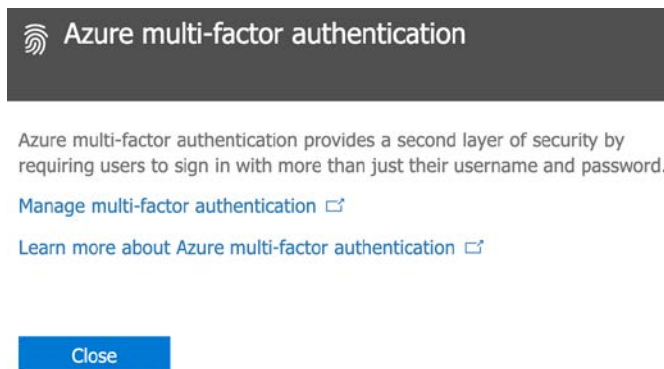 Azure multi-factor authentication
Azure multi-factor authentication provides a second layer of security by
requiring users to sign in with more than just their username and password.
Manage multi-factor authentication
Learn more about Azure multi-factor authentication
Close